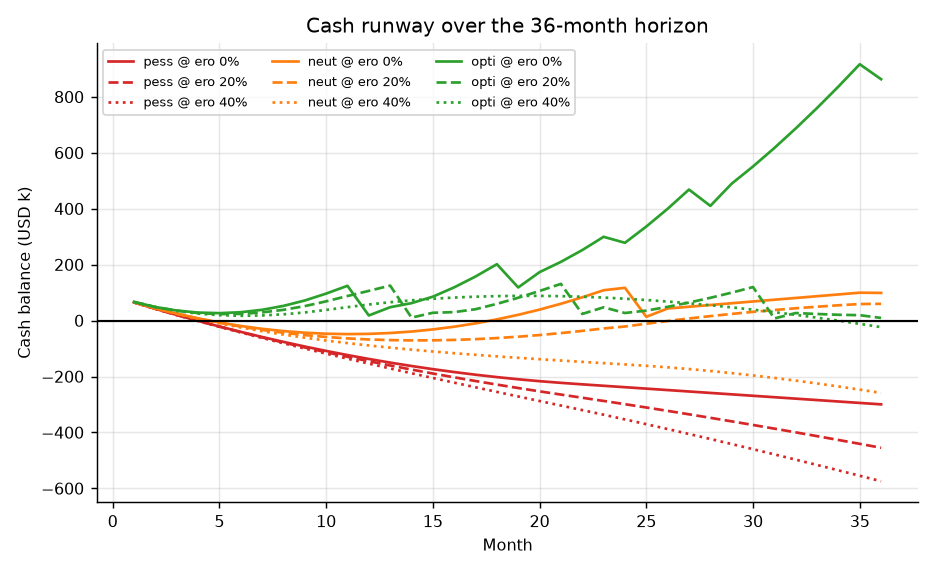 Cash runway over the 36-month horizon
pess @ ero 0%
pess @ ero 20%
pess @ ero 40%
neut @ ero 0%
neut @ ero 20%
neut @ ero 40%
opti @ ero 0%
opti @ ero 20%
opti @ ero 40%
Cash balance (USD k)
800
600
400
200
0
−200
−400
−600
0 5 10 15 20 25 30 35
Month